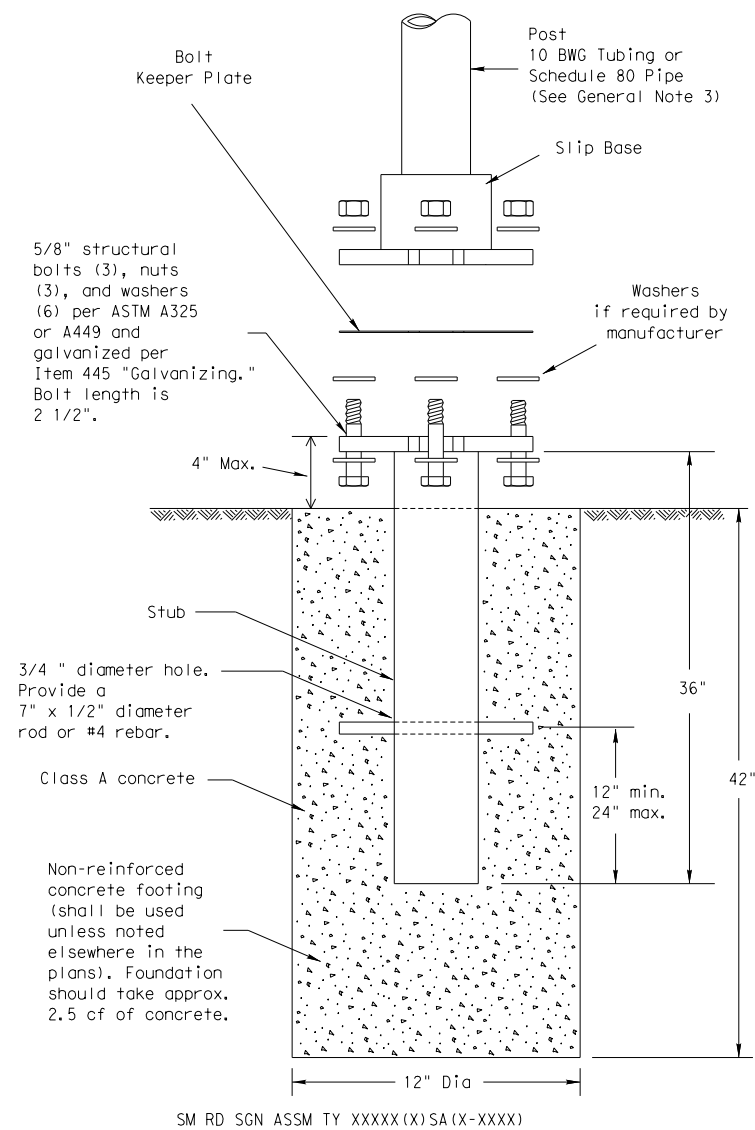 Bolt
Keeper Plate
Post
10 BWG Tubing or
Schedule 80 Pipe
(See General Note 3)
Slip Base
5/8" structural
bolts (3), nuts
(3), and washers
(6) per ASTM A325
or A449 and
galvanized per
Item 445 "Galvanizing."
Bolt length is
2 1/2".
Washers
if required by
manufacturer
4" Max.
Stub
3/4 " diameter hole.
Provide a
7" x 1/2" diameter
rod or #4 rebar.
36"
Class A concrete
12" min.
24" max.
42"
Non-reinforced
concrete footing
(shall be used
unless noted
elsewhere in the
plans). Foundation
should take approx.
2.5 cf of concrete.
12" Dia
SM RD SGN ASSM TY XXXXX(X)SA(X-XXXX)